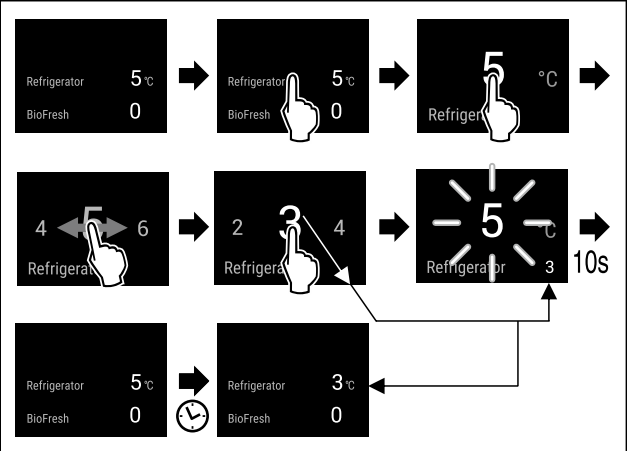 Refrigerator 5 °C
BioFresh 0
Refrigerator 5 °C
BioFresh 0
5 °C
Refriger
4 5 6
Refrigerat
2 3 4
Refrigera
5 °C
Refrigerator 3
10s
Refrigerator 5 °C
BioFresh 0
Refrigerator 3 °C
BioFresh 0